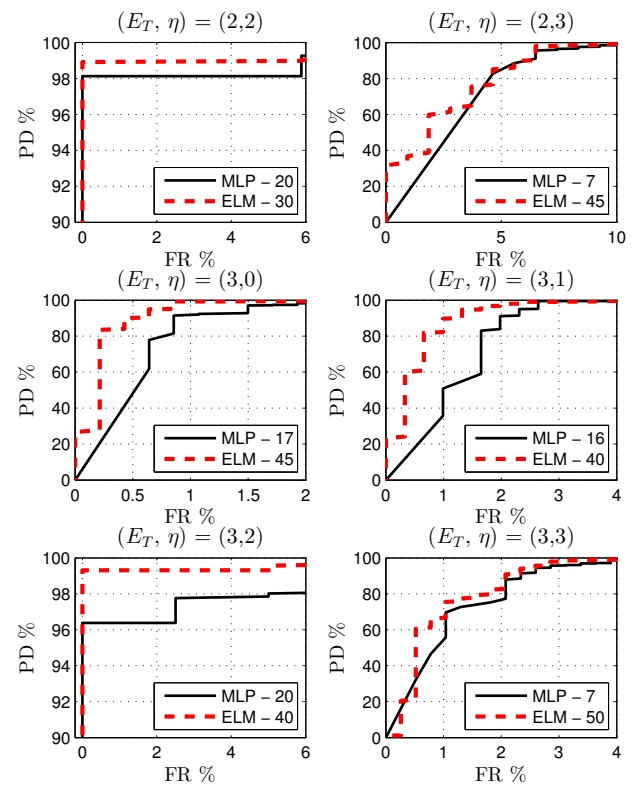 (E_T, η) = (2,2)
100
98
96
94
92
90
PD %
0 2 4 6
FR %
MLP − 20
ELM − 30
(E_T, η) = (2,3)
100
80
60
40
20
0
PD %
0 5 10
FR %
MLP − 7
ELM − 45
(E_T, η) = (3,0)
100
80
60
40
20
0
PD %
0 0.5 1 1.5 2
FR %
MLP − 17
ELM − 45
(E_T, η) = (3,1)
100
80
60
40
20
0
PD %
0 1 2 3 4
FR %
MLP − 16
ELM − 40
(E_T, η) = (3,2)
100
98
96
94
92
90
PD %
0 2 4 6
FR %
MLP − 20
ELM − 40
(E_T, η) = (3,3)
100
80
60
40
20
0
PD %
0 1 2 3 4
FR %
MLP − 7
ELM − 50